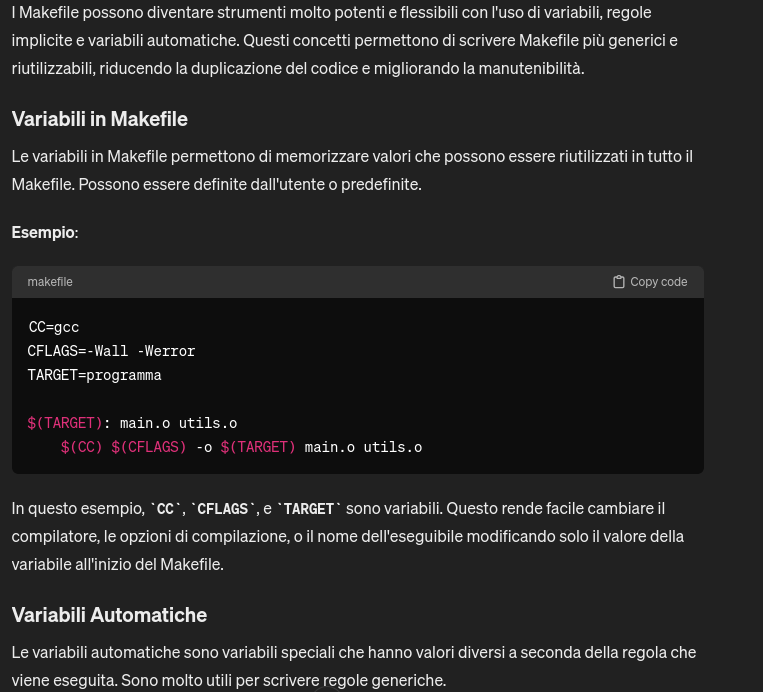 I Makefile possono diventare strumenti molto potenti e flessibili con l'uso di variabili, regole
implicite e variabili automatiche. Questi concetti permettono di scrivere Makefile più generici e
riutilizzabili, riducendo la duplicazione del codice e migliorando la manutenibilità.
Variabili in Makefile
Le variabili in Makefile permettono di memorizzare valori che possono essere riutilizzati in tutto il
Makefile. Possono essere definite dall'utente o predefinite.
Esempio:
makefile Copy code
CC=gcc
CFLAGS=-Wall -Werror
TARGET=programma
$(TARGET): main.o utils.o
    $(CC) $(CFLAGS) -o $(TARGET) main.o utils.o
In questo esempio, `CC`, `CFLAGS`, e `TARGET` sono variabili. Questo rende facile cambiare il
compilatore, le opzioni di compilazione, o il nome dell'eseguibile modificando solo il valore della
variabile all'inizio del Makefile.
Variabili Automatiche
Le variabili automatiche sono variabili speciali che hanno valori diversi a seconda della regola che
viene eseguita. Sono molto utili per scrivere regole generiche.